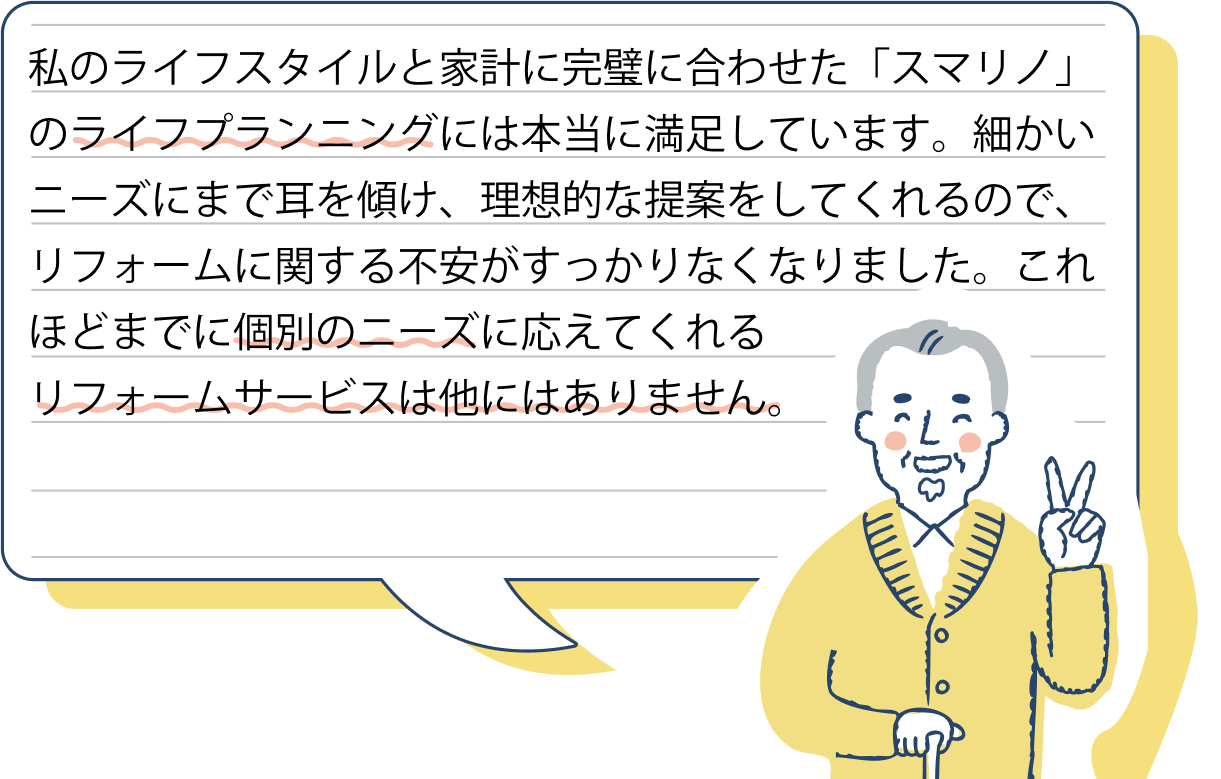 私のライフスタイルと家計に完璧に合わせた「スマリノ」
のライフプランニングには本当に満足しています。細かい
ニーズにまで耳を傾け、理想的な提案をしてくれるので、
リフォームに関する不安がすっかりなくなりました。これ
ほどまでに個別のニーズに応えてくれる
リフォームサービスは他にはありません。